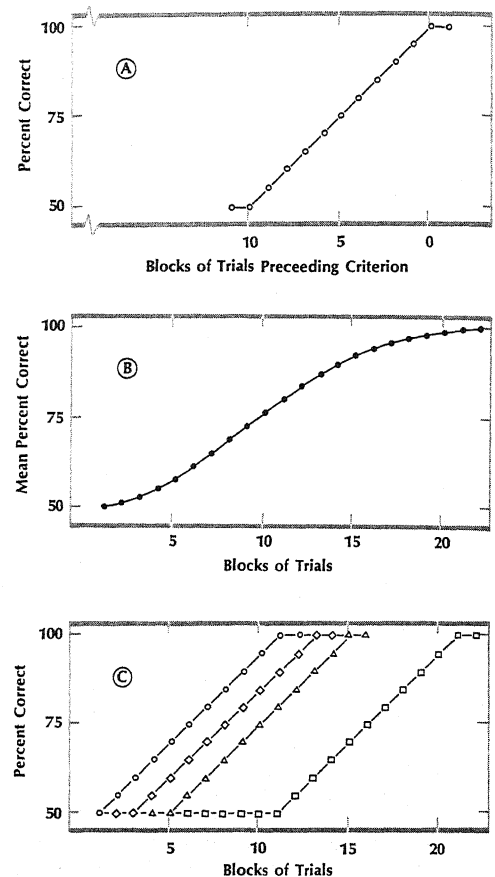 100
75
50
Percent Correct
A
10 5 0
Blocks of Trials Preceeding Criterion
100
75
50
Mean Percent Correct
B
5 10 15 20
Blocks of Trials
100
75
50
Percent Correct
C
5 10 15 20
Blocks of Trials